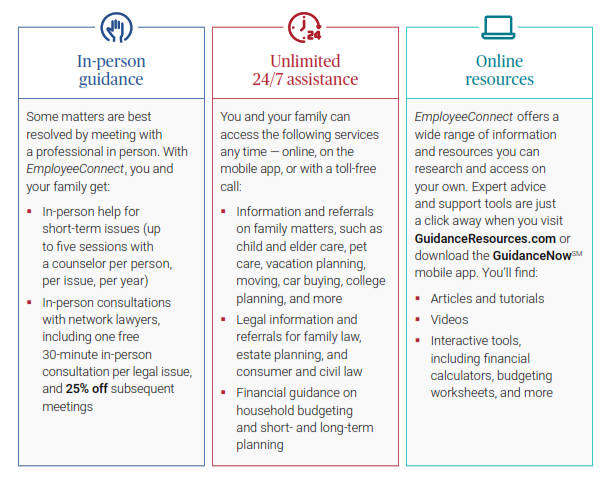 In-person
guidance
Some matters are best
resolved by meeting with
a professional in person. With
EmployeeConnect, you and
your family get:
▪ In-person help for
short-term issues (up
to five sessions with
a counselor per person,
per issue, per year)
▪ In-person consultations
with network lawyers,
including one free
30-minute in-person
consultation per legal issue,
and 25% off subsequent
meetings
24
Unlimited
24/7 assistance
You and your family can
access the following services
any time — online, on the
mobile app, or with a toll-free
call:
▪ Information and referrals
on family matters, such as
child and elder care, pet
care, vacation planning,
moving, car buying, college
planning, and more
▪ Legal information and
referrals for family law,
estate planning, and
consumer and civil law
▪ Financial guidance on
household budgeting
and short- and long-term
planning
Online
resources
EmployeeConnect offers a
wide range of information
and resources you can
research and access on
your own. Expert advice
and support tools are just
a click away when you visit
GuidanceResources.com or
download the GuidanceNow℠
mobile app. You’ll find:
▪ Articles and tutorials
▪ Videos
▪ Interactive tools,
including financial
calculators, budgeting
worksheets, and more